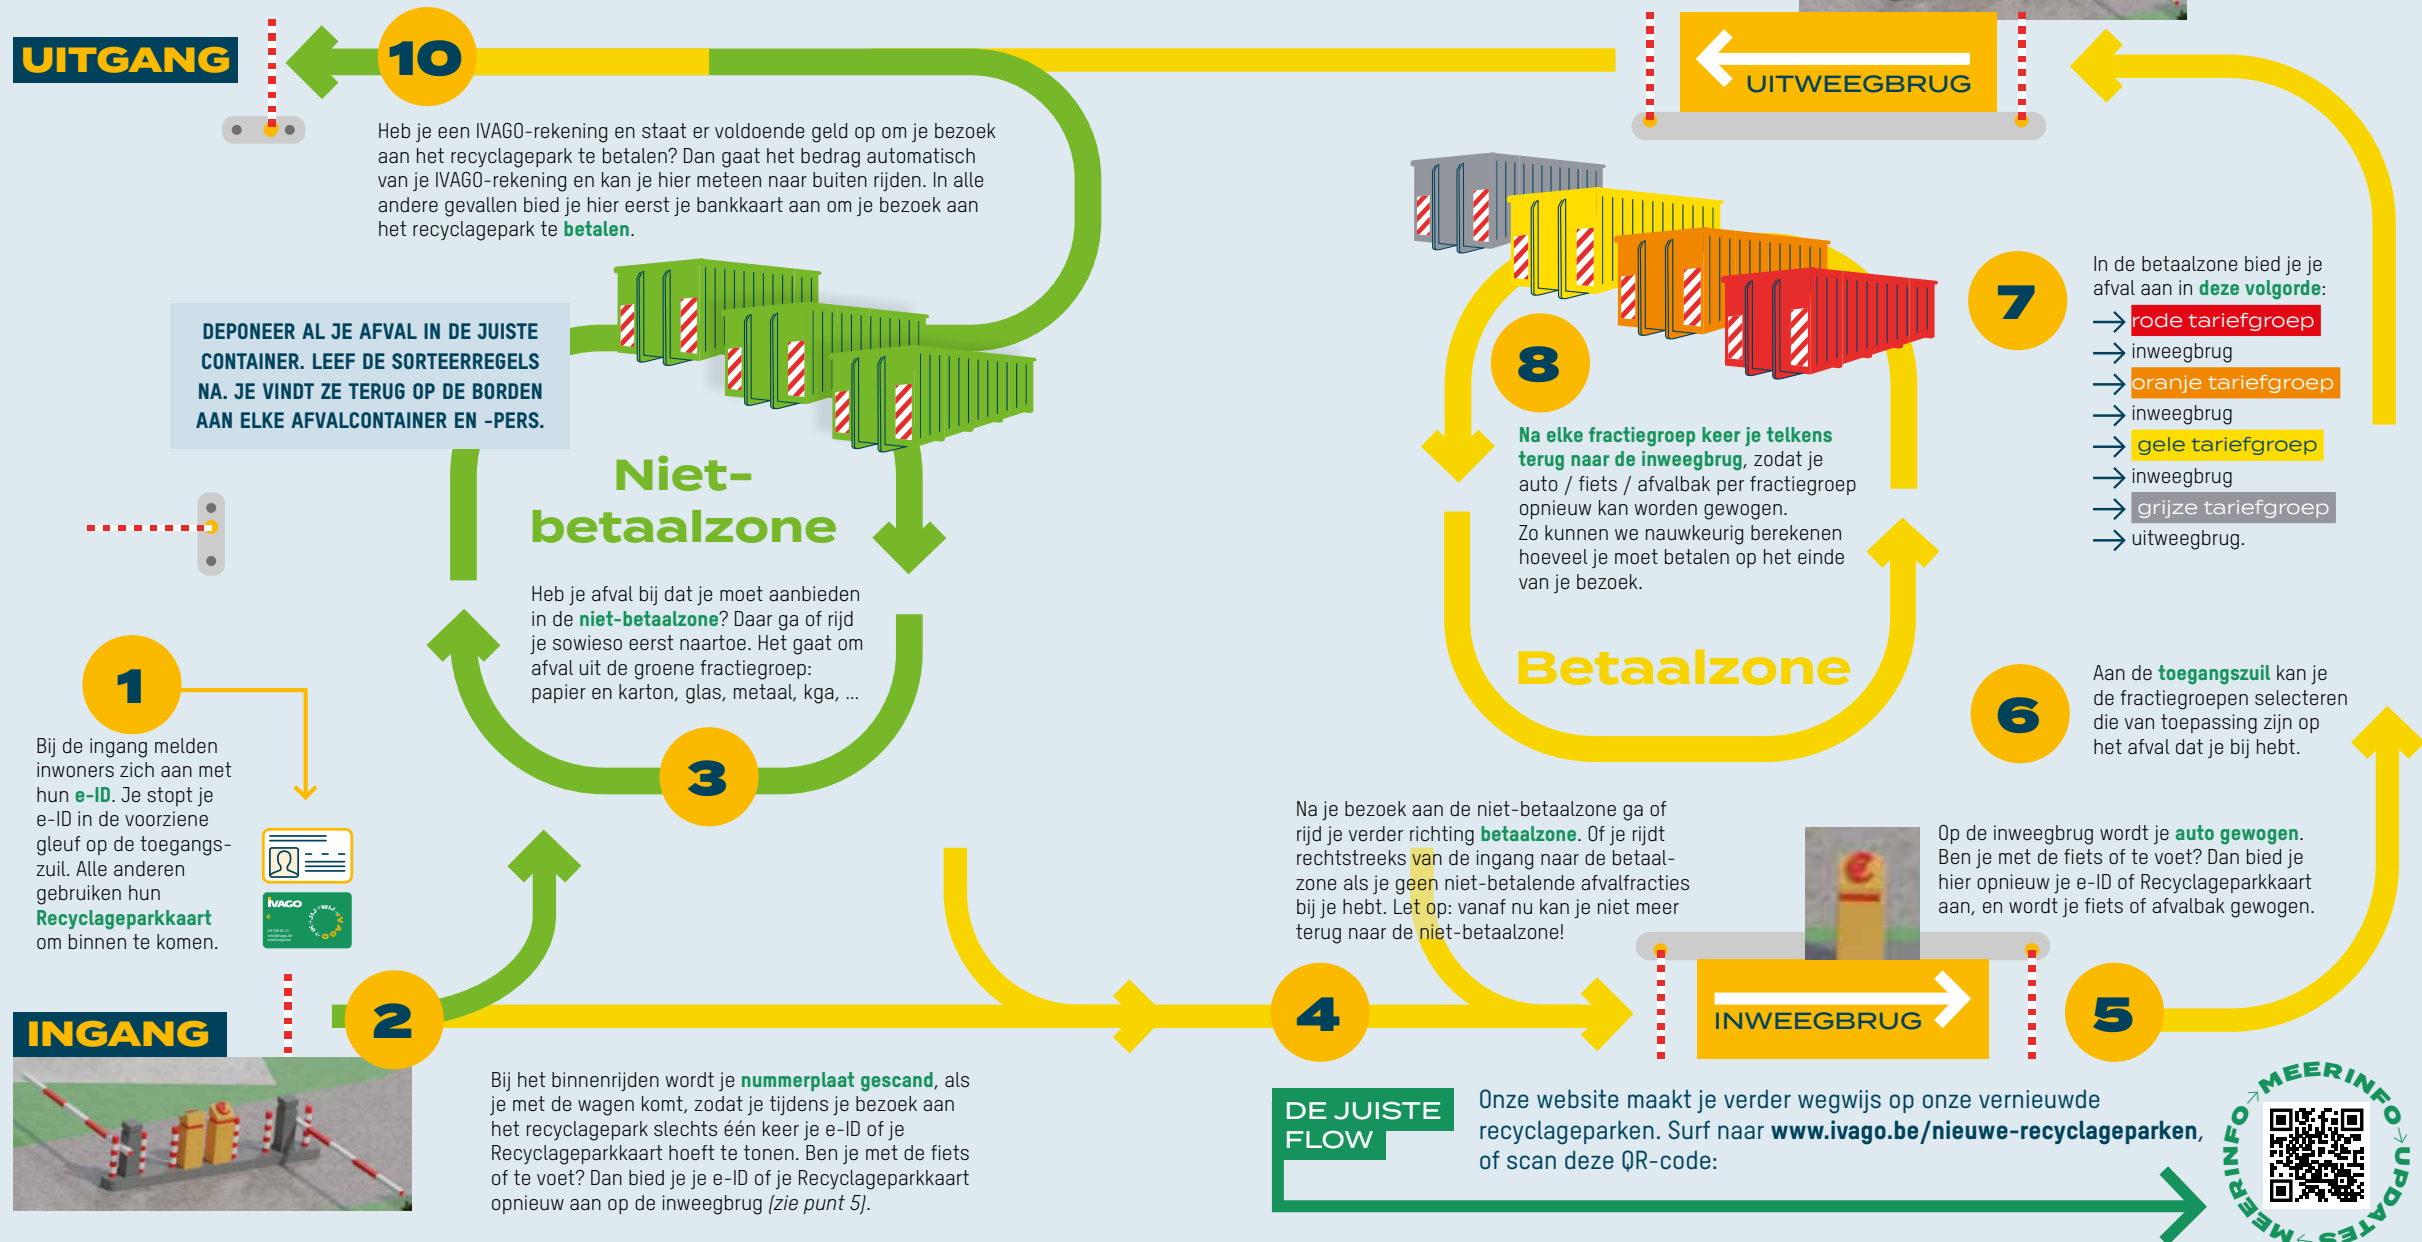 UITGANG
10
Heb je een IVAGO-rekening en staat er voldoende geld op om je bezoek
aan het recyclagepark te betalen? Dan gaat het bedrag automatisch
van je IVAGO-rekening en kan je hier meteen naar buiten rijden. In alle
andere gevallen bied je hier eerst je bankkaart aan om je bezoek aan
het recyclagepark te betalen.
UITWEEGBRUG
DEPONEER AL JE AFVAL IN DE JUISTE
CONTAINER. LEEF DE SORTEERREGELS
NA. JE VINDT ZE TERUG OP DE BORDEN
AAN ELKE AFVALCONTAINER EN -PERS.
Niet-
betaalzone
Heb je afval bij dat je moet aanbieden
in de niet-betaalzone? Daar ga of rijd
je sowieso eerst naartoe. Het gaat om
afval uit de groene fractiegroep:
papier en karton, glas, metaal, kga, ...
3
8
Na elke fractiegroep keer je telkens
terug naar de inweegbrug, zodat je
auto / fiets / afvalbak per fractiegroep
opnieuw kan worden gewogen.
Zo kunnen we nauwkeurig berekenen
hoeveel je moet betalen op het einde
van je bezoek.
Betaalzone
7
In de betaalzone bied je je
afval aan in deze volgorde:
→ rode tariefgroep
→ inweegbrug
→ oranje tariefgroep
→ inweegbrug
→ gele tariefgroep
→ inweegbrug
→ grijze tariefgroep
→ uitweegbrug.
6
Aan de toegangszuil kan je
de fractiegroepen selecteren
die van toepassing zijn op
het afval dat je bij hebt.
1
Bij de ingang melden
inwoners zich aan met
hun e-ID. Je stopt je
e-ID in de voorziene
gleuf op de toegangs-
zuil. Alle anderen
gebruiken hun
Recyclageparkkaart
om binnen te komen.
IVAGO
INGANG
2
Bij het binnenrijden wordt je nummerplaat gescand, als
je met de wagen komt, zodat je tijdens je bezoek aan
het recyclagepark slechts één keer je e-ID of je
Recyclageparkkaart hoeft te tonen. Ben je met de fiets
of te voet? Dan bied je je e-ID of je Recyclageparkkaart
opnieuw aan op de inweegbrug (zie punt 5).
Na je bezoek aan de niet-betaalzone ga of
rijd je verder richting betaalzone. Of je rijdt
rechtstreeks van de ingang naar de betaal-
zone als je geen niet-betalende afvalfracties
bij je hebt. Let op: vanaf nu kan je niet meer
terug naar de niet-betaalzone!
4
€
INWEEGBRUG
Op de inweegbrug wordt je auto gewogen.
Ben je met de fiets of te voet? Dan bied je
hier opnieuw je e-ID of Recyclageparkkaart
aan, en wordt je fiets of afvalbak gewogen.
5
DE JUISTE
FLOW
Onze website maakt je verder wegwijs op onze vernieuwde
recyclageparken. Surf naar www.ivago.be/nieuwe-recyclageparken,
of scan deze QR-code:
MEERINFO → UPDATES → MEERINFO →